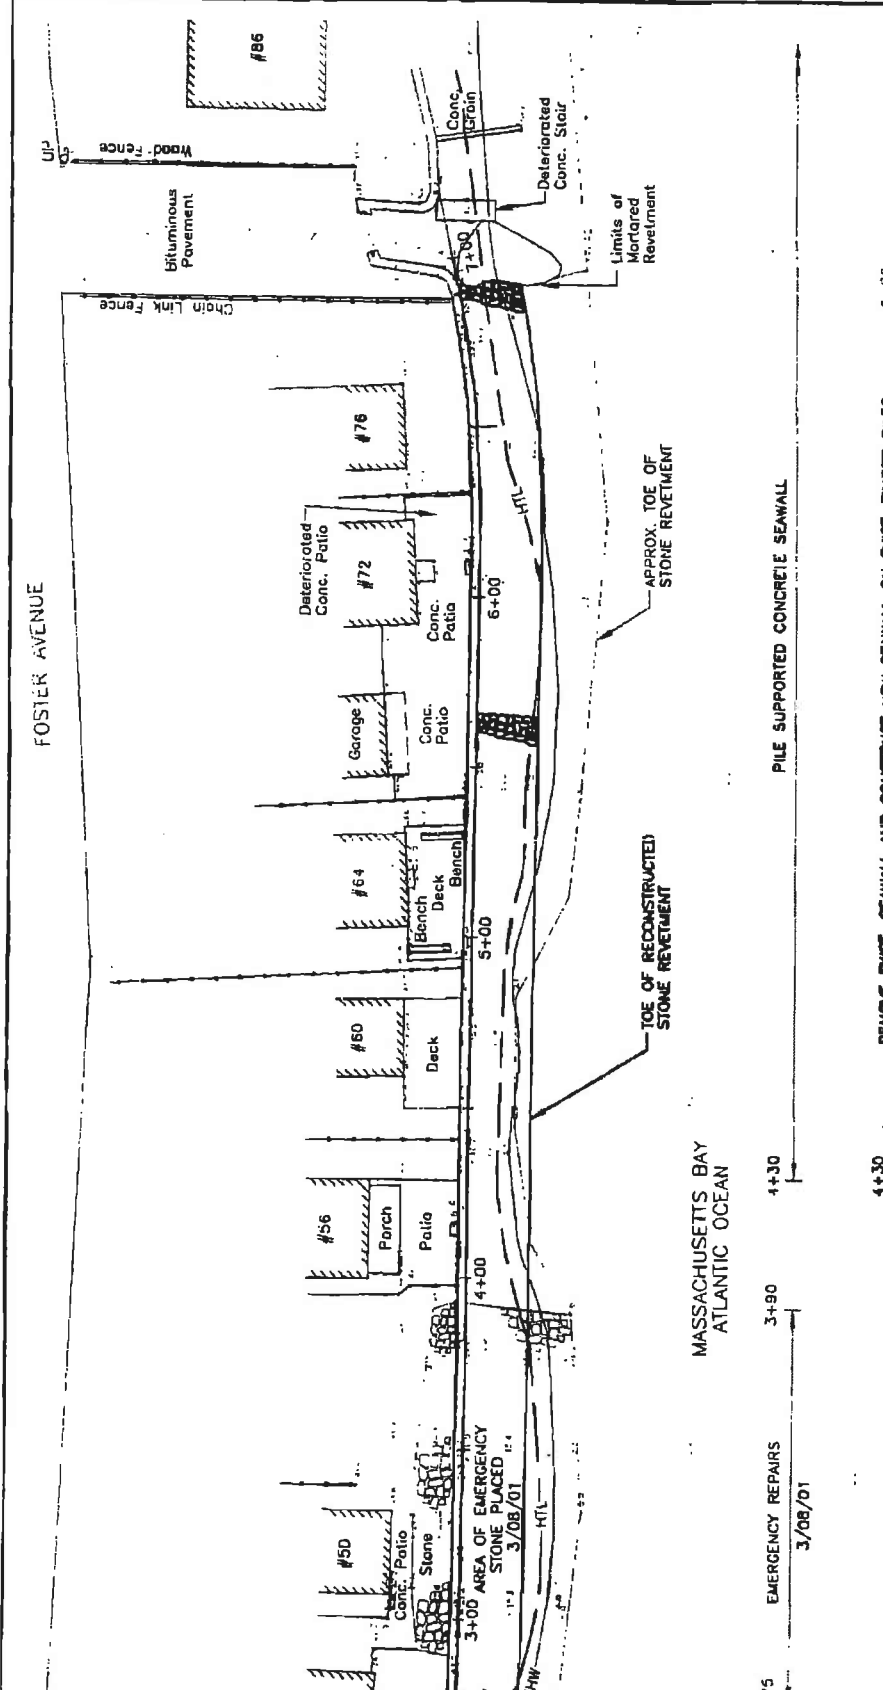 #86
Wood Fence
Bituminous
Pavement
Conc.
Groin
Deteriorated
Conc. Stair
Limits of
Mortared
Revetment
7+00
Chain Link Fence
#76
Deteriorated
Conc. Patio
#72
Conc.
Patio
6+00
HTL
APPROX. TOE OF
STONE REVETMENT
FOSTER AVENUE
Garage
Conc.
Patio
PILE SUPPORTED CONCRETE SEAWALL
#64
Bench
Deck
Bench
5+00
TOE OF RECONSTRUCTED
STONE REVETMENT
#60
Deck
#56
Porch
Patio
4+00
MASSACHUSETTS BAY
ATLANTIC OCEAN
4+30
4+30
3+90
#50
Conc. Patio
Stone
3+00
AREA OF EMERGENCY
STONE PLACED
3/08/01
HTL
EMERGENCY REPAIRS
3/08/01